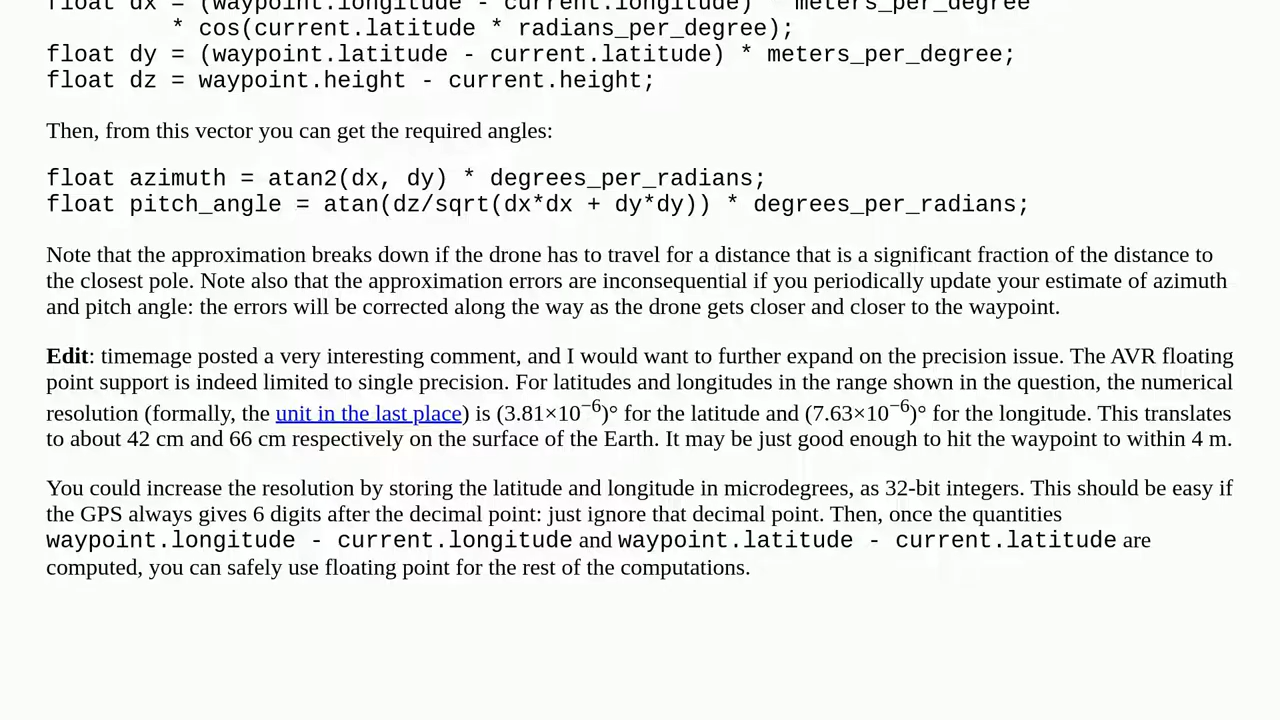 float dx = (waypoint.longitude - current.longitude) * meters_per_degree
* cos(current.latitude * radians_per_degree);
float dy = (waypoint.latitude - current.latitude) * meters_per_degree;
float dz = waypoint.height - current.height;
Then, from this vector you can get the required angles:
float azimuth = atan2(dx, dy) * degrees_per_radians;
float pitch_angle = atan(dz/sqrt(dx*dx + dy*dy)) * degrees_per_radians;
Note that the approximation breaks down if the drone has to travel for a distance that is a significant fraction of the distance to
the closest pole. Note also that the approximation errors are inconsequential if you periodically update your estimate of azimuth
and pitch angle: the errors will be corrected along the way as the drone gets closer and closer to the waypoint.
Edit: timemage posted a very interesting comment, and I would want to further expand on the precision issue. The AVR floating
point support is indeed limited to single precision. For latitudes and longitudes in the range shown in the question, the numerical
resolution (formally, the unit in the last place) is (3.81×10⁻⁶)° for the latitude and (7.63×10⁻⁶)° for the longitude. This translates
to about 42 cm and 66 cm respectively on the surface of the Earth. It may be just good enough to hit the waypoint to within 4 m.
You could increase the resolution by storing the latitude and longitude in microdegrees, as 32-bit integers. This should be easy if
the GPS always gives 6 digits after the decimal point: just ignore that decimal point. Then, once the quantities
waypoint.longitude - current.longitude and waypoint.latitude - current.latitude are
computed, you can safely use floating point for the rest of the computations.